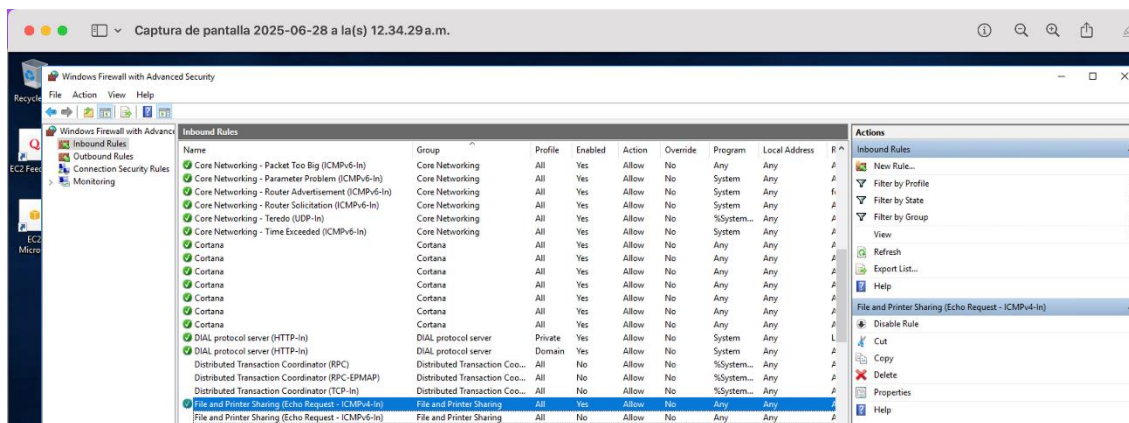 Captura de pantalla 2025-06-28 a la(s) 12.34.29 a.m.
Windows Firewall with Advanced Security
File Action View Help
Recycle
EC2 Feed
EC2
Micro
Windows Firewall with Advance
Inbound Rules
Outbound Rules
Connection Security Rules
Monitoring
Inbound Rules
Name Group Profile Enabled Action Override Program Local Address R
Core Networking - Packet Too Big (ICMPv6-In) Core Networking All Yes Allow No Any Any A
Core Networking - Parameter Problem (ICMPv6-In) Core Networking All Yes Allow No System Any A
Core Networking - Router Advertisement (ICMPv6-In) Core Networking All Yes Allow No System Any f
Core Networking - Router Solicitation (ICMPv6-In) Core Networking All Yes Allow No System Any A
Core Networking - Teredo (UDP-In) Core Networking All Yes Allow No %System... Any A
Core Networking - Time Exceeded (ICMPv6-In) Core Networking All Yes Allow No System Any A
Cortana Cortana All Yes Allow No Any Any A
Cortana Cortana All Yes Allow No Any Any A
Cortana Cortana All Yes Allow No Any Any A
Cortana Cortana All Yes Allow No Any Any A
Cortana Cortana All Yes Allow No Any Any A
Cortana Cortana All Yes Allow No Any Any A
Cortana Cortana All Yes Allow No Any Any A
DIAL protocol server (HTTP-In) DIAL protocol server Private Yes Allow No System Any L
DIAL protocol server (HTTP-In) DIAL protocol server Domain Yes Allow No System Any A
Distributed Transaction Coordinator (RPC) Distributed Transaction Coo... All No Allow No %System... Any A
Distributed Transaction Coordinator (RPC-EPMAP) Distributed Transaction Coo... All No Allow No %System... Any A
Distributed Transaction Coordinator (TCP-In) Distributed Transaction Coo... All No Allow No %System... Any A
File and Printer Sharing (Echo Request - ICMPv4-In) File and Printer Sharing All Yes Allow No Any Any A
File and Printer Sharing (Echo Request - ICMPv6-In) File and Printer Sharing All No Allow No Any Any A
Actions
Inbound Rules
New Rule...
Filter by Profile
Filter by State
Filter by Group
View
Refresh
Export List...
Help
File and Printer Sharing (Echo Request - ICMPv4-In)
Disable Rule
Cut
Copy
Delete
Properties
Help